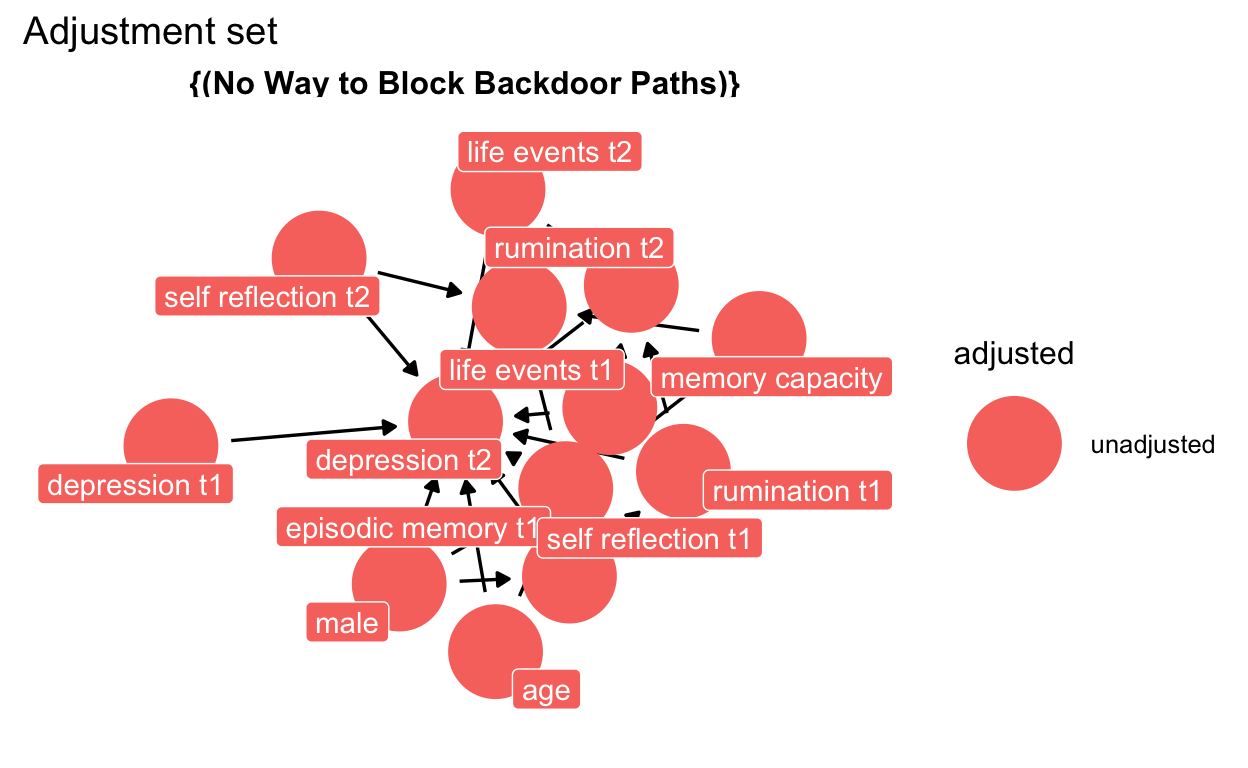 Adjustment set
{(No Way to Block Backdoor Paths)}
life events t2
rumination t2
self reflection t2
life events t1
memory capacity
adjusted
unadjusted
depression t2
depression t1
rumination t1
episodic memory t1
self reflection t1
male
age